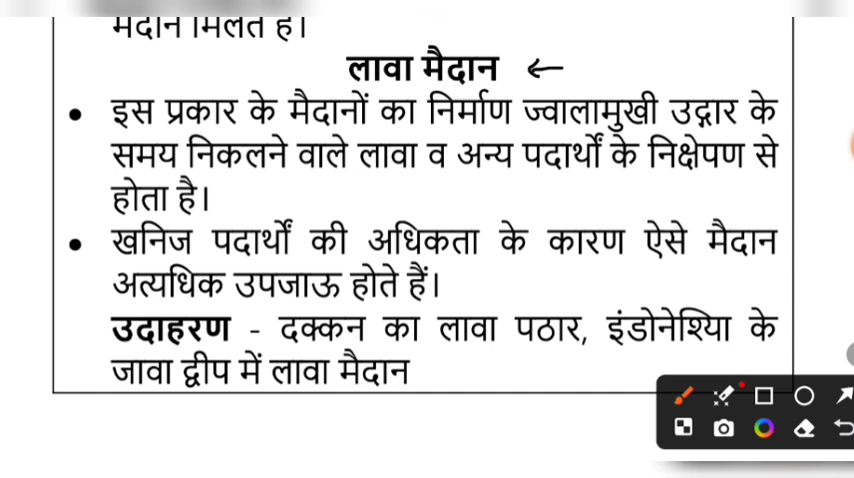 मैदान मिलते हैं।
लावा मैदान
इस प्रकार के मैदानों का निर्माण ज्वालामुखी उद्गार के
समय निकलने वाले लावा व अन्य पदार्थों के निक्षेपण से
होता है।
खनिज पदार्थों की अधिकता के कारण ऐसे मैदान
अत्यधिक उपजाऊ होते हैं।
उदाहरण - दक्कन का लावा पठार, इंडोनेश्यिा के
जावा द्वीप में लावा मैदान